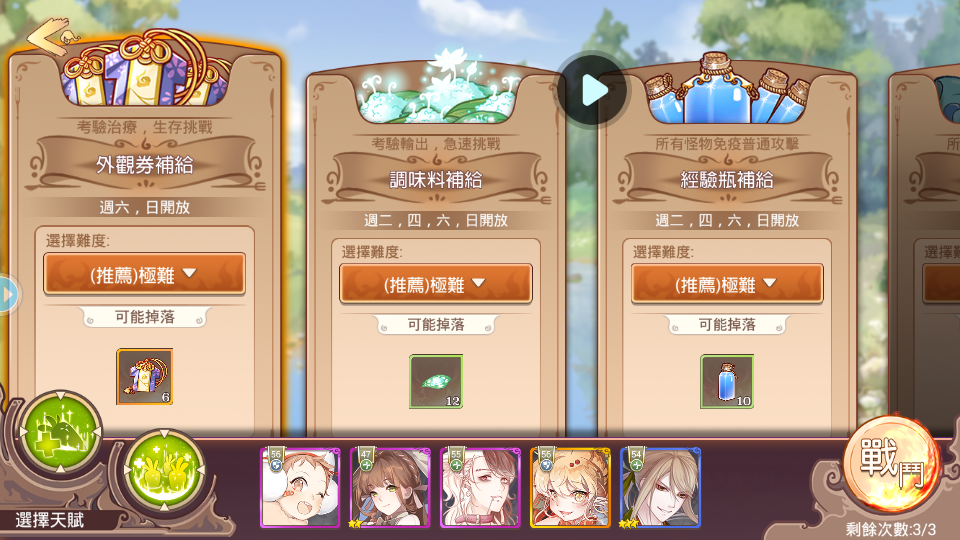 考驗治療，生存挑戰
外觀券補給
週六，日開放
選擇難度:
(推薦)極難
可能掉落
6
考驗輸出，急速挑戰
調味料補給
週二，四，六，日開放
選擇難度:
(推薦)極難
可能掉落
12
所有怪物免疫普通攻擊
經驗瓶補給
週二，四，六，日開放
選擇難度:
(推薦)極難
可能掉落
10
所
選擇
選擇天賦
56
47
55
55
54
戰鬥
剩餘次數:3/3